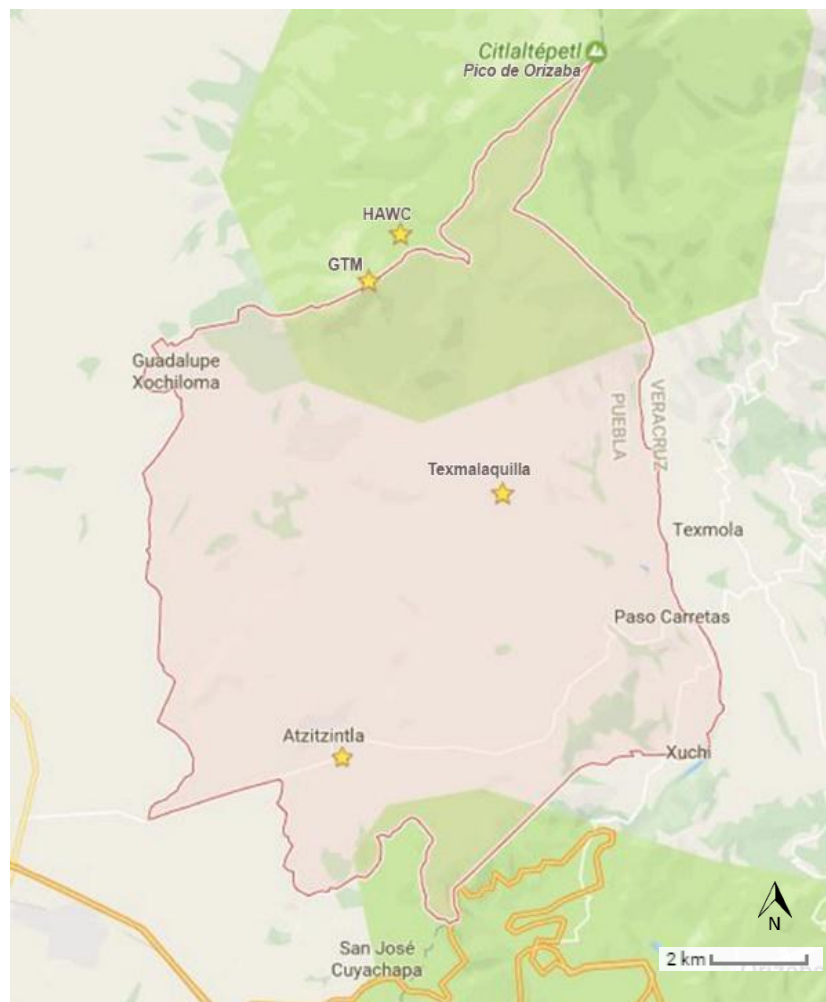 Citlaltépetl
Pico de Orizaba
HAWC
GTM
Guadalupe
Xochiloma
PUEBLA
VERACRUZ
Texmalaquilla
Texmola
Paso Carretas
Atzitzintla
Xuchi
N
San José
Cuyachapa
2 km
Orizaba